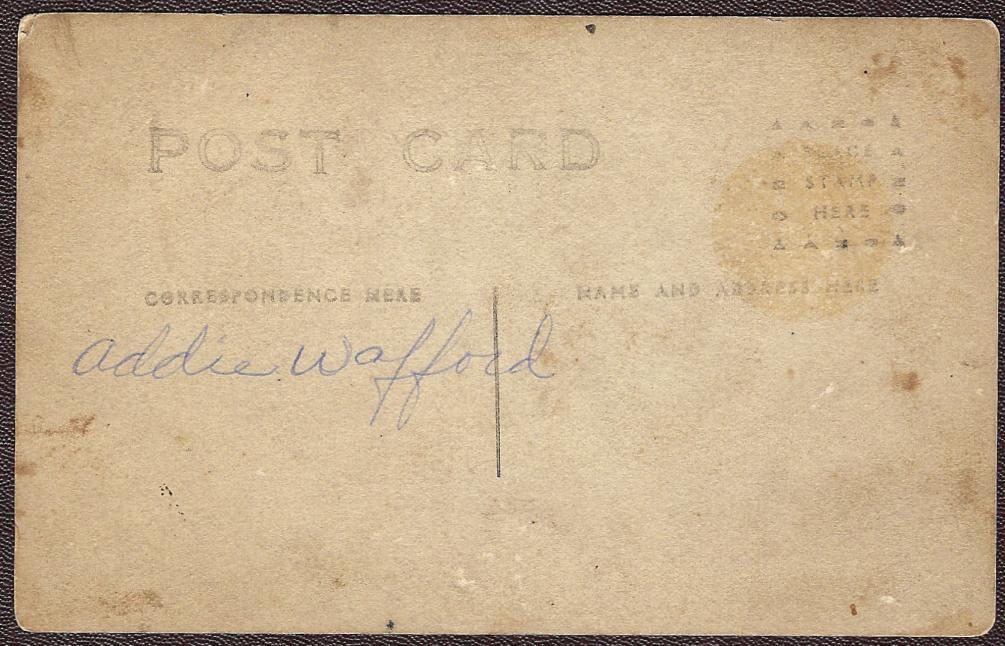 POST CARD
PLACE
STAMP
HERE
CORRESPONDENCE HERE
NAME AND ADDRESS HERE
addie wafford